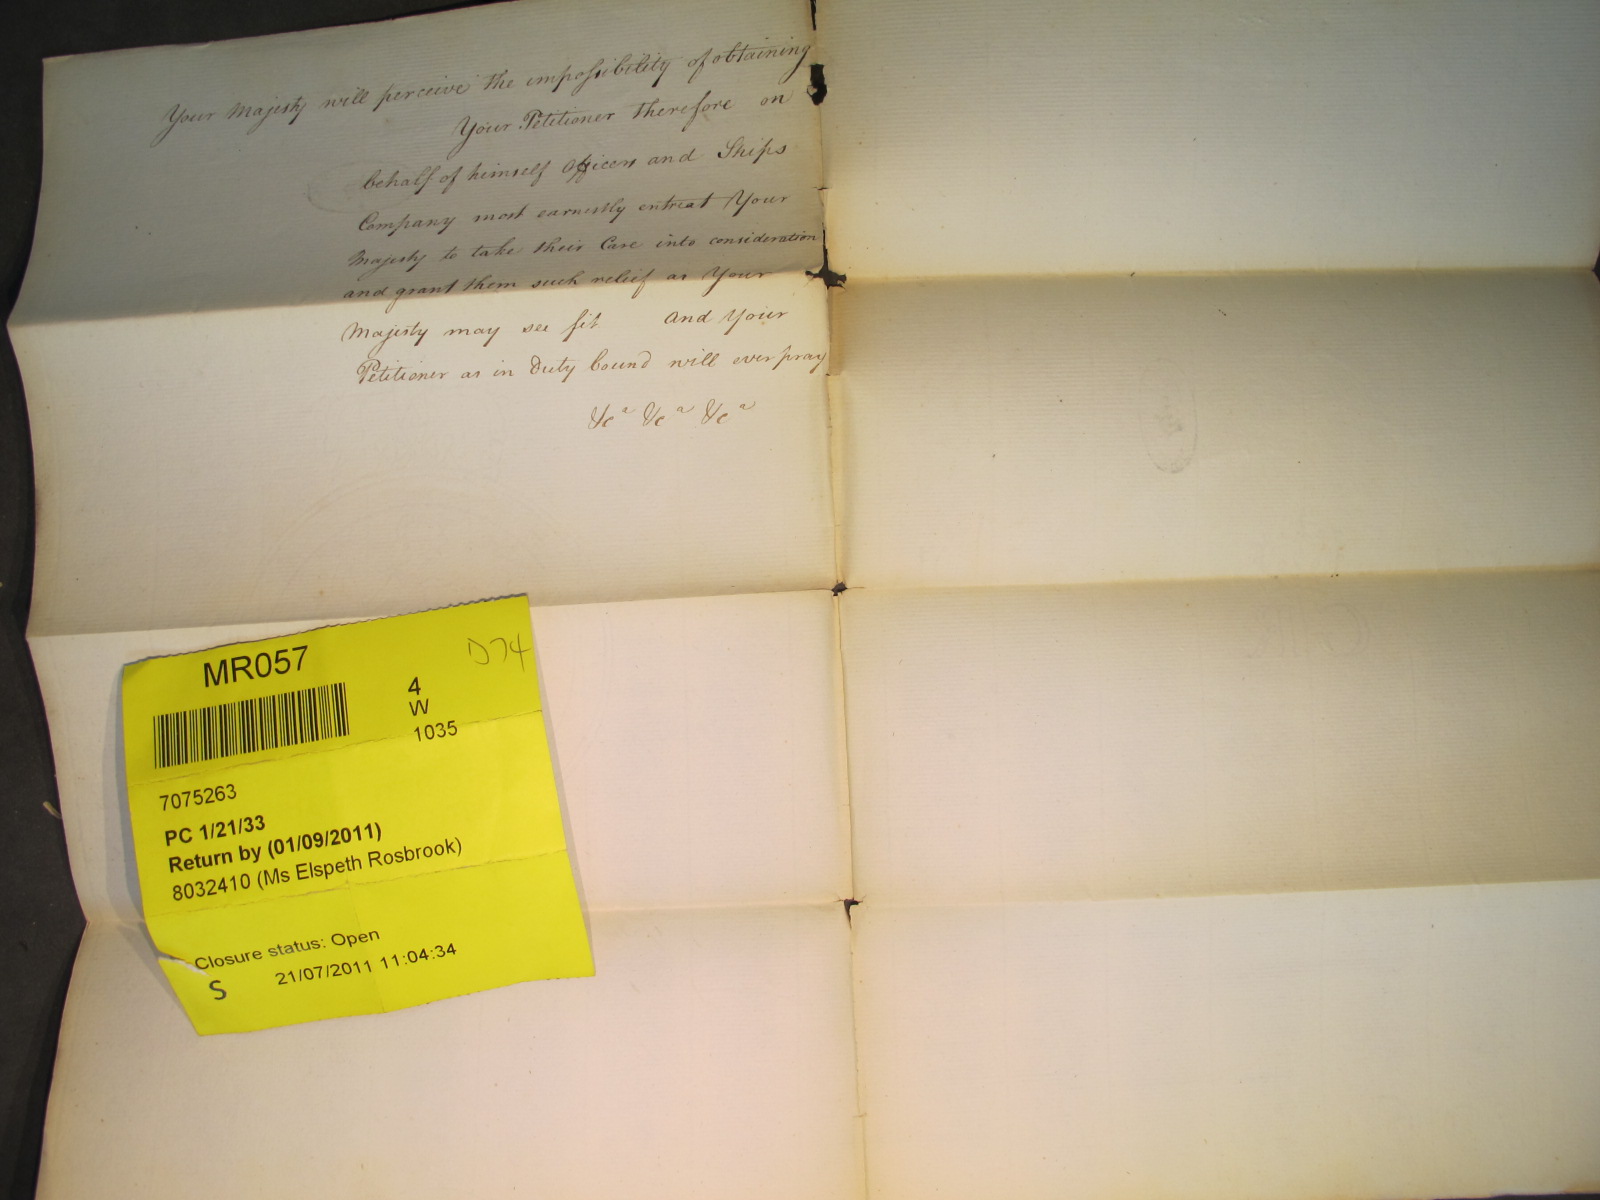 Your Majesty will perceive the impossibility of obtaining
Your Petitioner therefore on
behalf of himself Officers and Ships
Company most earnestly entreat Your
Majesty to take their Case into consideration
and grant them such relief as Your
Majesty may see fit And Your
Petitioner as in Duty bound will ever pray
&c a &c a &c a
MR057
D74
4
W
1035
7075263
PC 1/21/33
Return by (01/09/2011)
8032410 (Ms Elspeth Rosbrook)
Closure status: Open
S 21/07/2011 11:04:34